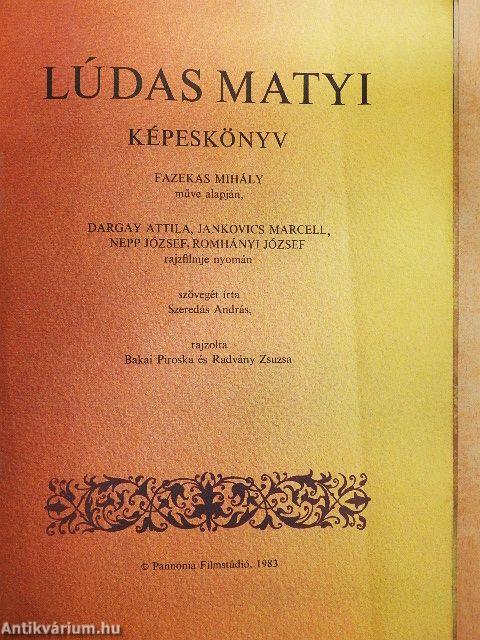 LÚDAS MATYI
KÉPESKÖNYV
FAZEKAS MIHÁLY
műve alapján,
DARGAY ATTILA, JANKOVICS MARCELL,
NEPP JÓZSEF, ROMHÁNYI JÓZSEF
rajzfilmje nyomán
szövegét írta
Szeredás András,
rajzolta
Bakai Piroska és Radvány Zsuzsa
© Pannónia Filmstúdió, 1983
Antikvárium.hu